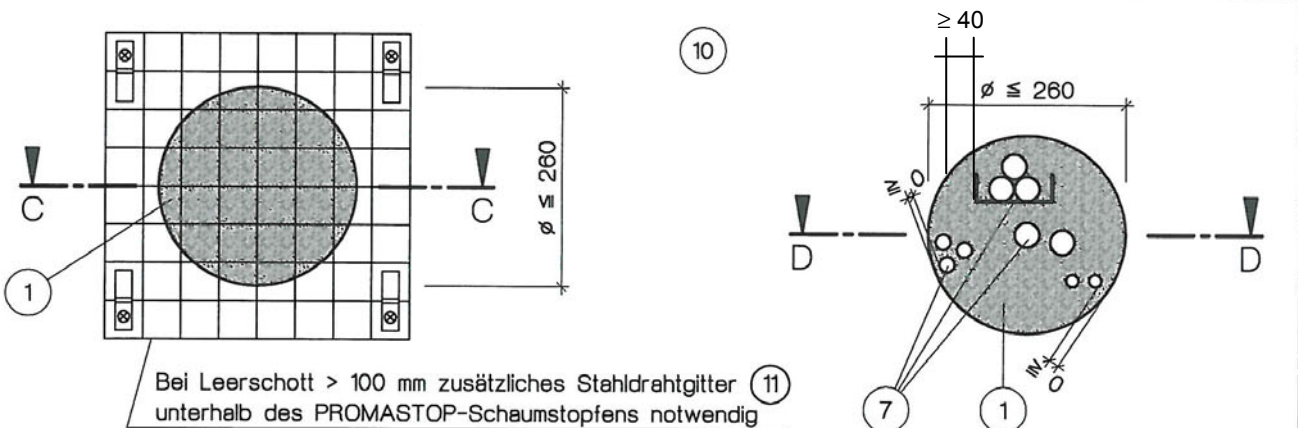 ≥ 40
10
ø ≦ 260
ø ≦ 260
C
C
≧ 0
D
D
1
≧ 0
Bei Leerschott > 100 mm zusätzliches Stahldrahtgitter 11
unterhalb des PROMASTOP-Schaumstopfens notwendig
7
1